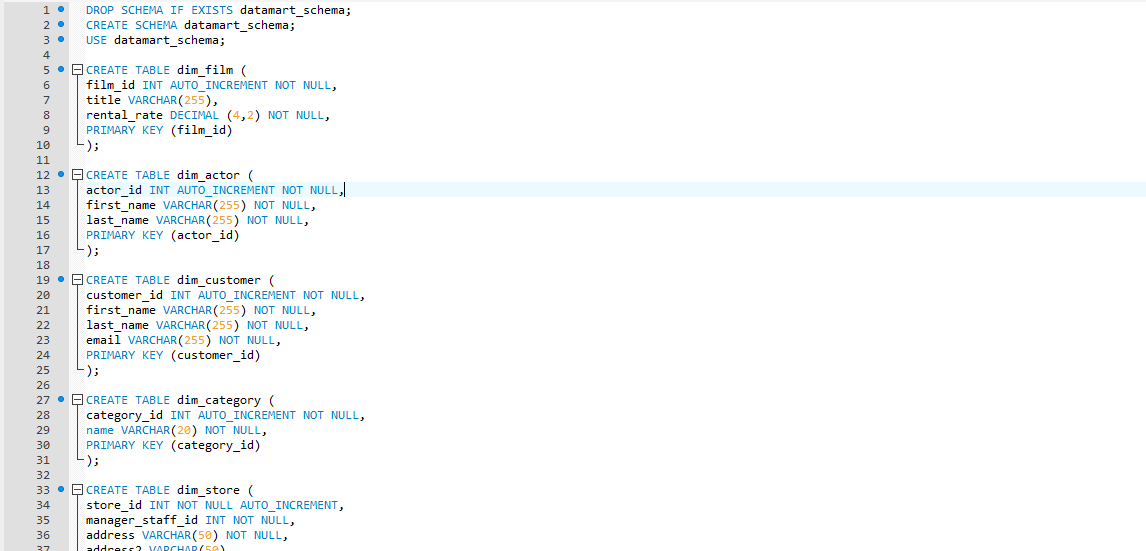 1 DROP SCHEMA IF EXISTS datamart_schema;
2 CREATE SCHEMA datamart_schema;
3 USE datamart_schema;
4
5 CREATE TABLE dim_film (
6 film_id INT AUTO_INCREMENT NOT NULL,
7 title VARCHAR(255),
8 rental_rate DECIMAL (4,2) NOT NULL,
9 PRIMARY KEY (film_id)
10 );
11
12 CREATE TABLE dim_actor (
13 actor_id INT AUTO_INCREMENT NOT NULL,
14 first_name VARCHAR(255) NOT NULL,
15 last_name VARCHAR(255) NOT NULL,
16 PRIMARY KEY (actor_id)
17 );
18
19 CREATE TABLE dim_customer (
20 customer_id INT AUTO_INCREMENT NOT NULL,
21 first_name VARCHAR(255) NOT NULL,
22 last_name VARCHAR(255) NOT NULL,
23 email VARCHAR(255) NOT NULL,
24 PRIMARY KEY (customer_id)
25 );
26
27 CREATE TABLE dim_category (
28 category_id INT AUTO_INCREMENT NOT NULL,
29 name VARCHAR(20) NOT NULL,
30 PRIMARY KEY (category_id)
31 );
32
33 CREATE TABLE dim_store (
34 store_id INT NOT NULL AUTO_INCREMENT,
35 manager_staff_id INT NOT NULL,
36 address VARCHAR(50) NOT NULL,
37 address2 VARCHAR(50)